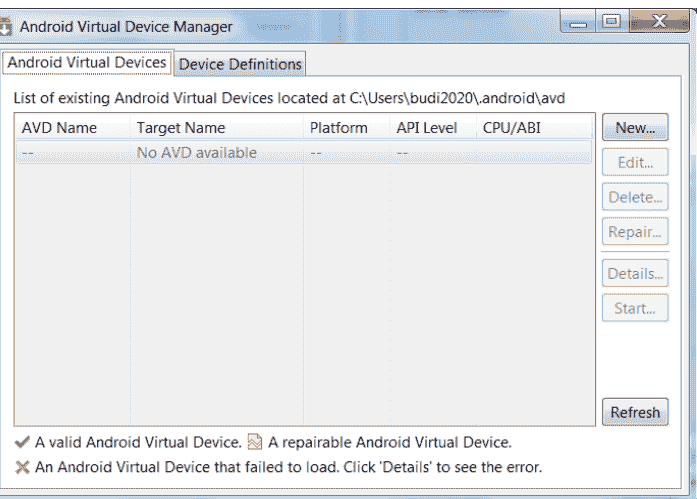 Android Virtual Device Manager
Android Virtual Devices Device Definitions
List of existing Android Virtual Devices located at C:\Users\budi2020\.android\avd
AVD Name Target Name Platform API Level CPU/ABI
-- No AVD available -- --
New...
Edit...
Delete...
Repair...
Details...
Start...
Refresh
A valid Android Virtual Device. A repairable Android Virtual Device.
An Android Virtual Device that failed to load. Click 'Details' to see the error.